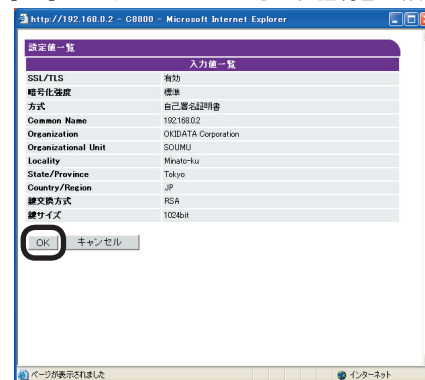 http://192.168.0.2 - C8800 - Microsoft Internet Explorer
設定値一覧
入力値一覧
SSL/TLS 有効
暗号化強度 標準
方式 自己署名証明書
Common Name 192.168.0.2
Organization OKIDATA Corporation
Organizational Unit SOUMU
Locality Minato-ku
State/Province Tokyo
Country/Region JP
鍵交換方式 RSA
鍵サイズ 1024bit
OK キャンセル
ページが表示されました インターネット